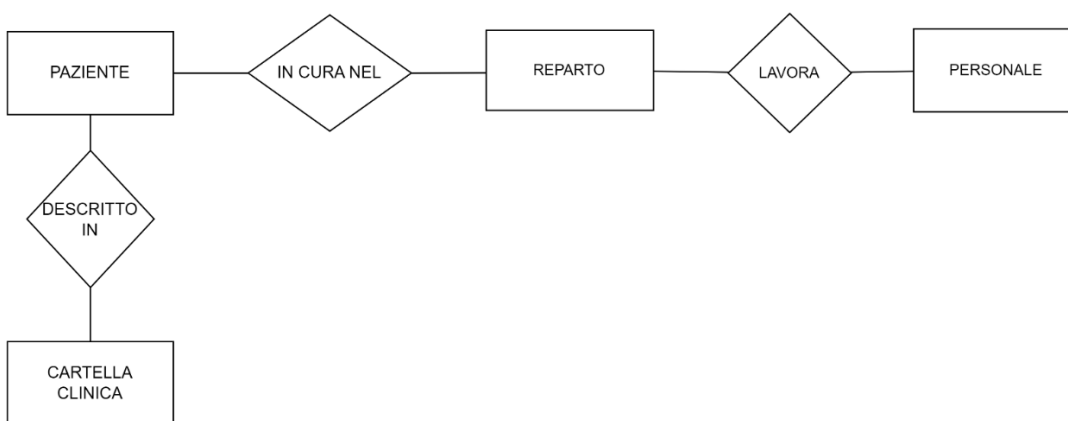 PAZIENTE
IN CURA NEL
REPARTO
LAVORA
PERSONALE
DESCRITTO
IN
CARTELLA
CLINICA